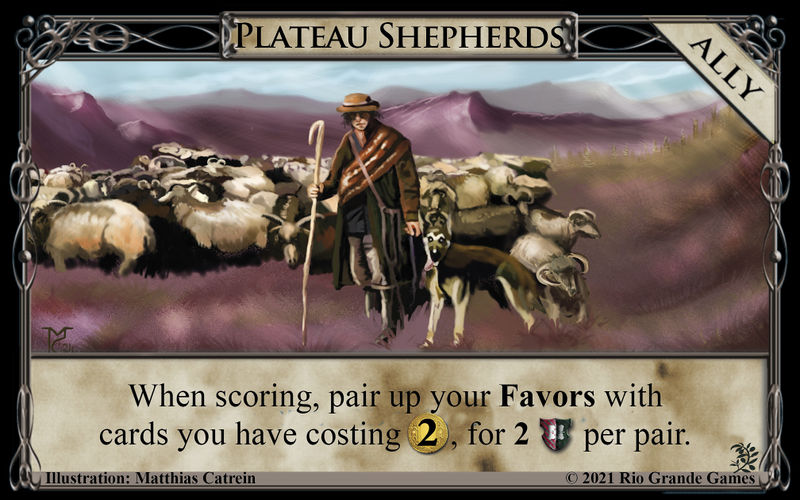 PLATEAU SHEPHERDS
ALLY
When scoring, pair up your Favors with
cards you have costing 2, for 2 per pair.
Illustration: Matthias Catrein
© 2021 Rio Grande Games